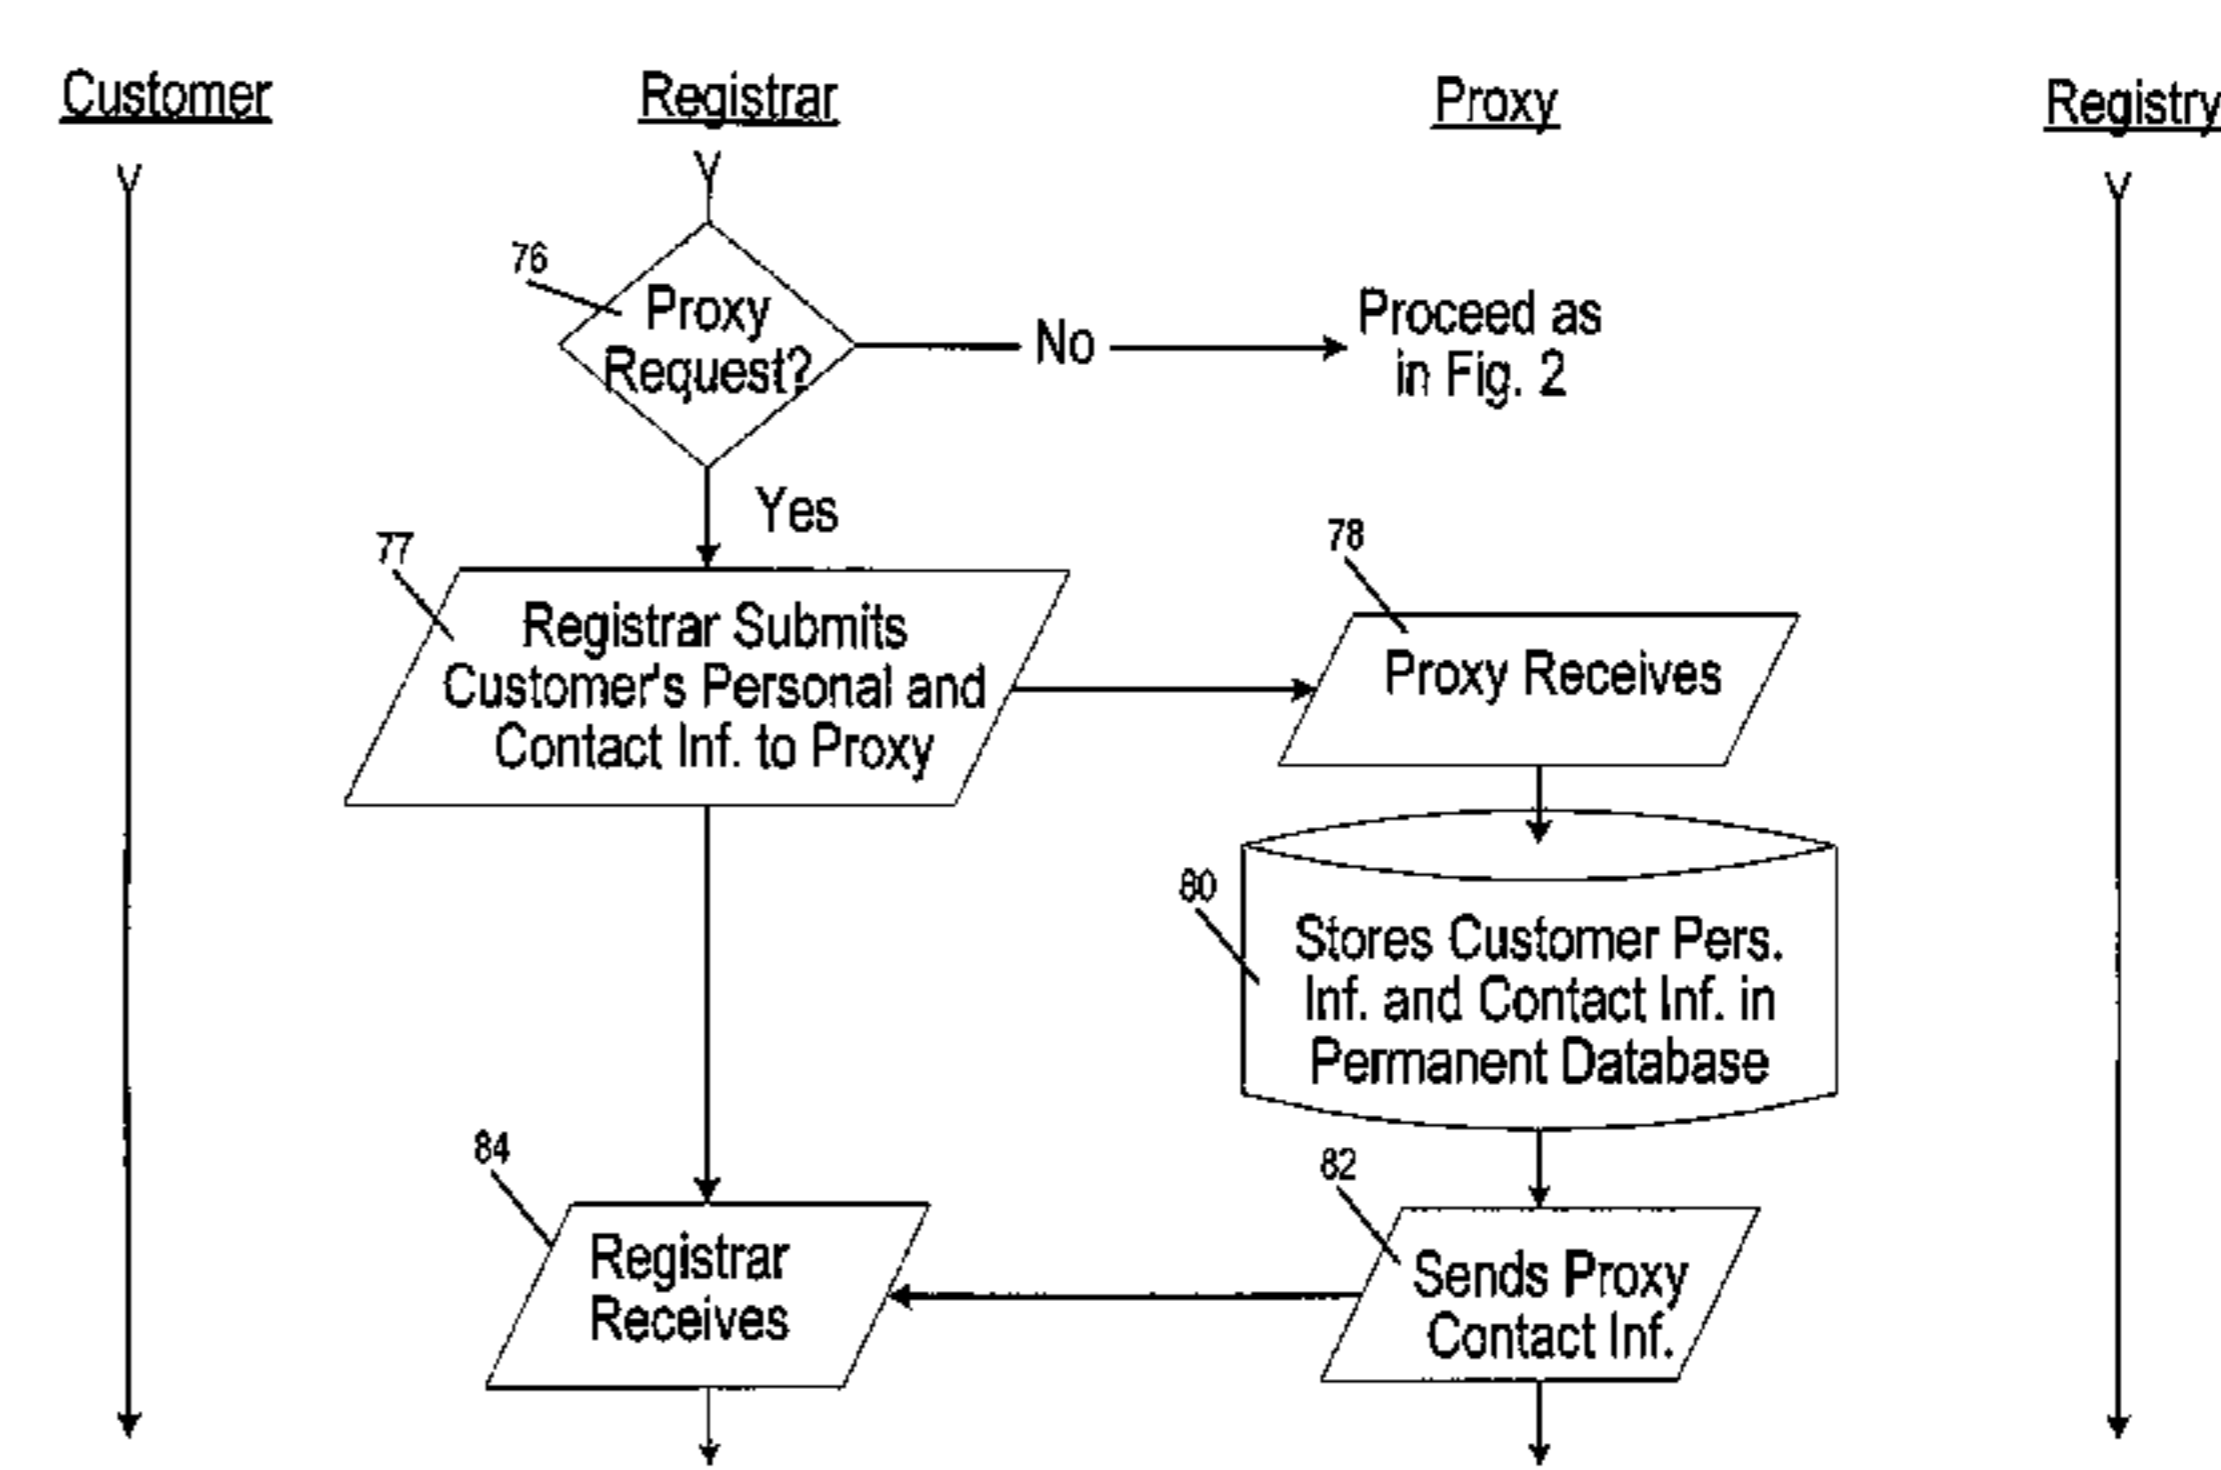 Customer
Registrar
Proxy
Registry
76
Proxy
Request?
No
Proceed as
in Fig. 2
Yes
77
Registrar Submits
Customer's Personal and
Contact Inf. to Proxy
78
Proxy Receives
80
Stores Customer Pers.
Inf. and Contact Inf. in
Permanent Database
84
Registrar
Receives
82
Sends Proxy
Contact Inf.